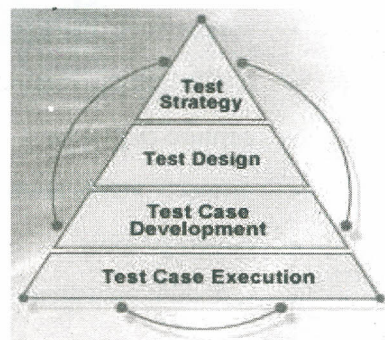 Test
Strategy
Test Design
Test Case
Development
Test Case Execution